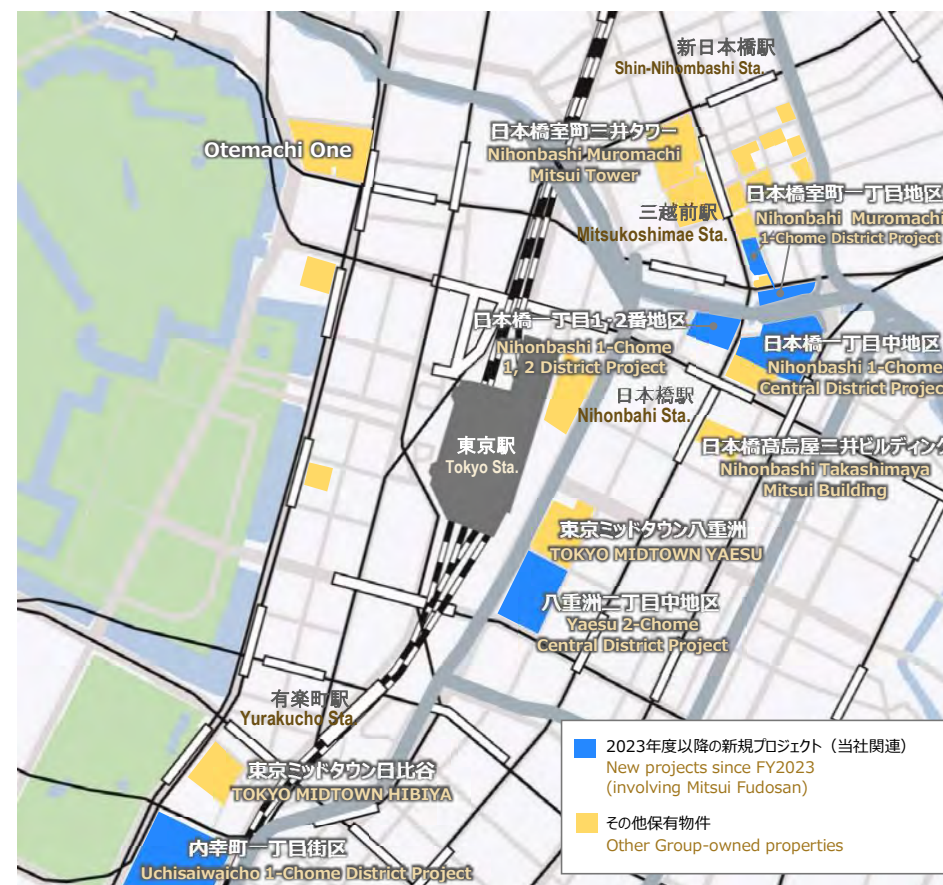 新日本橋駅
Shin-Nihombashi Sta.
Otemachi One
日本橋室町三井タワー
Nihonbashi Muromachi
Mitsui Tower
日本橋室町一丁目地区
Nihonbahi Muromachi
1-Chome District Project
三越前駅
Mitsukoshimae Sta.
日本橋一丁目1・2番地区
Nihonbashi 1-Chome
1, 2 District Project
日本橋一丁目中地区
Nihonbashi 1-Chome
Central District Projec
日本橋駅
Nihonbahi Sta.
東京駅
Tokyo Sta.
日本橋髙島屋三井ビルディング
Nihonbashi Takashimaya
Mitsui Building
東京ミッドタウン八重洲
TOKYO MIDTOWN YAESU
八重洲二丁目中地区
Yaesu 2-Chome
Central District Project
有楽町駅
Yurakucho Sta.
東京ミッドタウン日比谷
TOKYO MIDTOWN HIBIYA
内幸町一丁目街区
Uchisaiwaicho 1-Chome District Project
2023年度以降の新規プロジェクト（当社関連）
New projects since FY2023
(involving Mitsui Fudosan)
その他保有物件
Other Group-owned properties